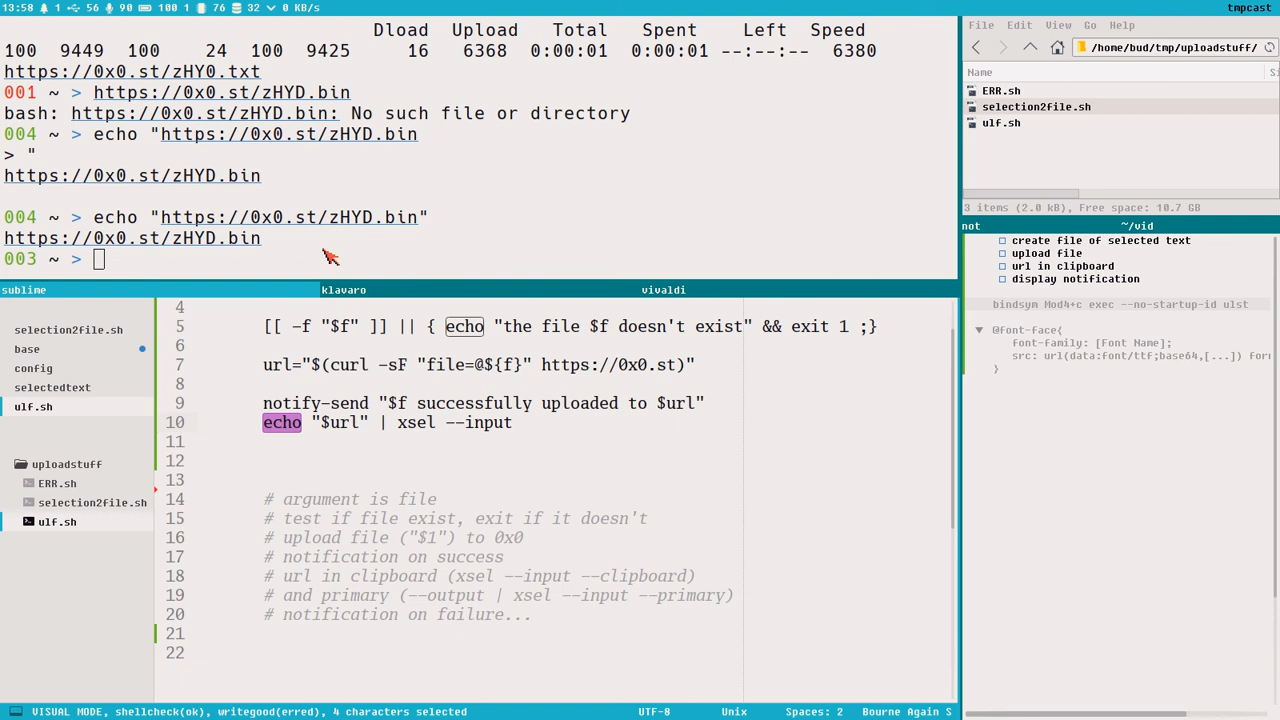 13:58 1 56 90 100 1 76 32 0 KB/s tmpcast
Dload Upload Total Spent Left Speed
100 9449 100 24 100 9425 16 6368 0:00:01 0:00:01 --:--:-- 6380
https://0x0.st/zHY0.txt
001 ~ > https://0x0.st/zHYD.bin
bash: https://0x0.st/zHYD.bin: No such file or directory
004 ~ > echo "https://0x0.st/zHYD.bin
> "
https://0x0.st/zHYD.bin
004 ~ > echo "https://0x0.st/zHYD.bin"
https://0x0.st/zHYD.bin
003 ~ >
File Edit View Go Help
/home/bud/tmp/uploadstuff/
Name Si
ERR.sh
selection2file.sh
ulf.sh
3 items (2.0 kB), Free space: 10.7 GB
not ~/vid
create file of selected text
upload file
url in clipboard
display notification
bindsym Mod4+c exec --no-startup-id ulst
@font-face{
font-family: [Font Name];
src: url(data:font/ttf;base64,[...]) for
}
sublime klavaro vivaldi
selection2file.sh
base
config
selectedtext
ulf.sh
uploadstuff
ERR.sh
selection2file.sh
ulf.sh
4
5 [[ -f "$f" ]] || { echo "the file $f doesn't exist" && exit 1 ;}
6
7 url="$(curl -sF "file=@${f}" https://0x0.st)"
8
9 notify-send "$f successfully uploaded to $url"
10 echo "$url" | xsel --input
11
12
13
14 # argument is file
15 # test if file exist, exit if it doesn't
16 # upload file ("$1") to 0x0
17 # notification on success
18 # url in clipboard (xsel --input --clipboard)
19 # and primary (--output | xsel --input --primary)
20 # notification on failure...
21
22
VISUAL MODE, shellcheck(ok), writegood(erred), 4 characters selected UTF-8 Unix Spaces: 2 Bourne Again S